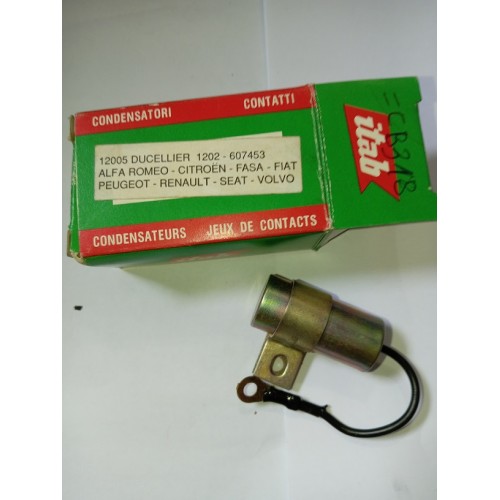 CONDENSATORI CONTATTI
12005 DUCELLIER 1202 - 607453
ALFA ROMEO - CITROËN - FASA - FIAT
PEUGEOT - RENAULT - SEAT - VOLVO
CONDENSATEURS JEUX DE CONTACTS
itab
=CB318